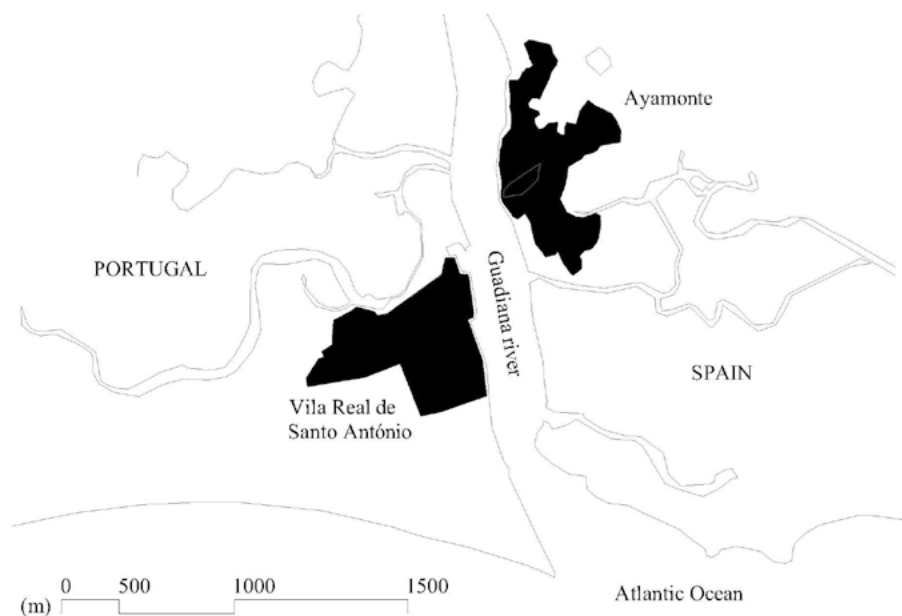 Ayamonte
PORTUGAL
Guadiana river
SPAIN
Vila Real de
Santo António
0 500 1000 1500
(m)
Atlantic Ocean